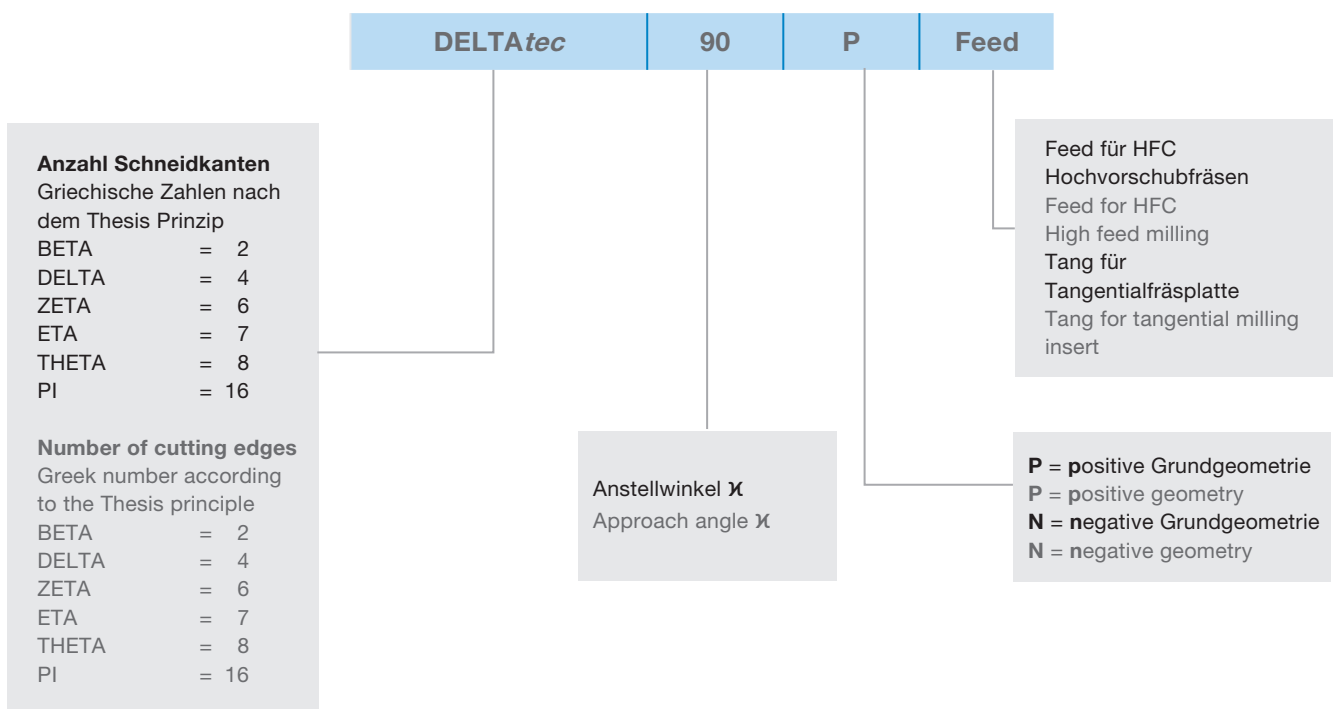 DELTAtec 90 P Feed
Anzahl Schneidkanten
Griechische Zahlen nach
dem Thesis Prinzip
BETA = 2
DELTA = 4
ZETA = 6
ETA = 7
THETA = 8
PI = 16
Number of cutting edges
Greek number according
to the Thesis principle
BETA = 2
DELTA = 4
ZETA = 6
ETA = 7
THETA = 8
PI = 16
Anstellwinkel ϰ
Approach angle ϰ
Feed für HFC
Hochvorschubfräsen
Feed for HFC
High feed milling
Tang für
Tangentialfräsplatte
Tang for tangential milling
insert
P = positive Grundgeometrie
P = positive geometry
N = negative Grundgeometrie
N = negative geometry